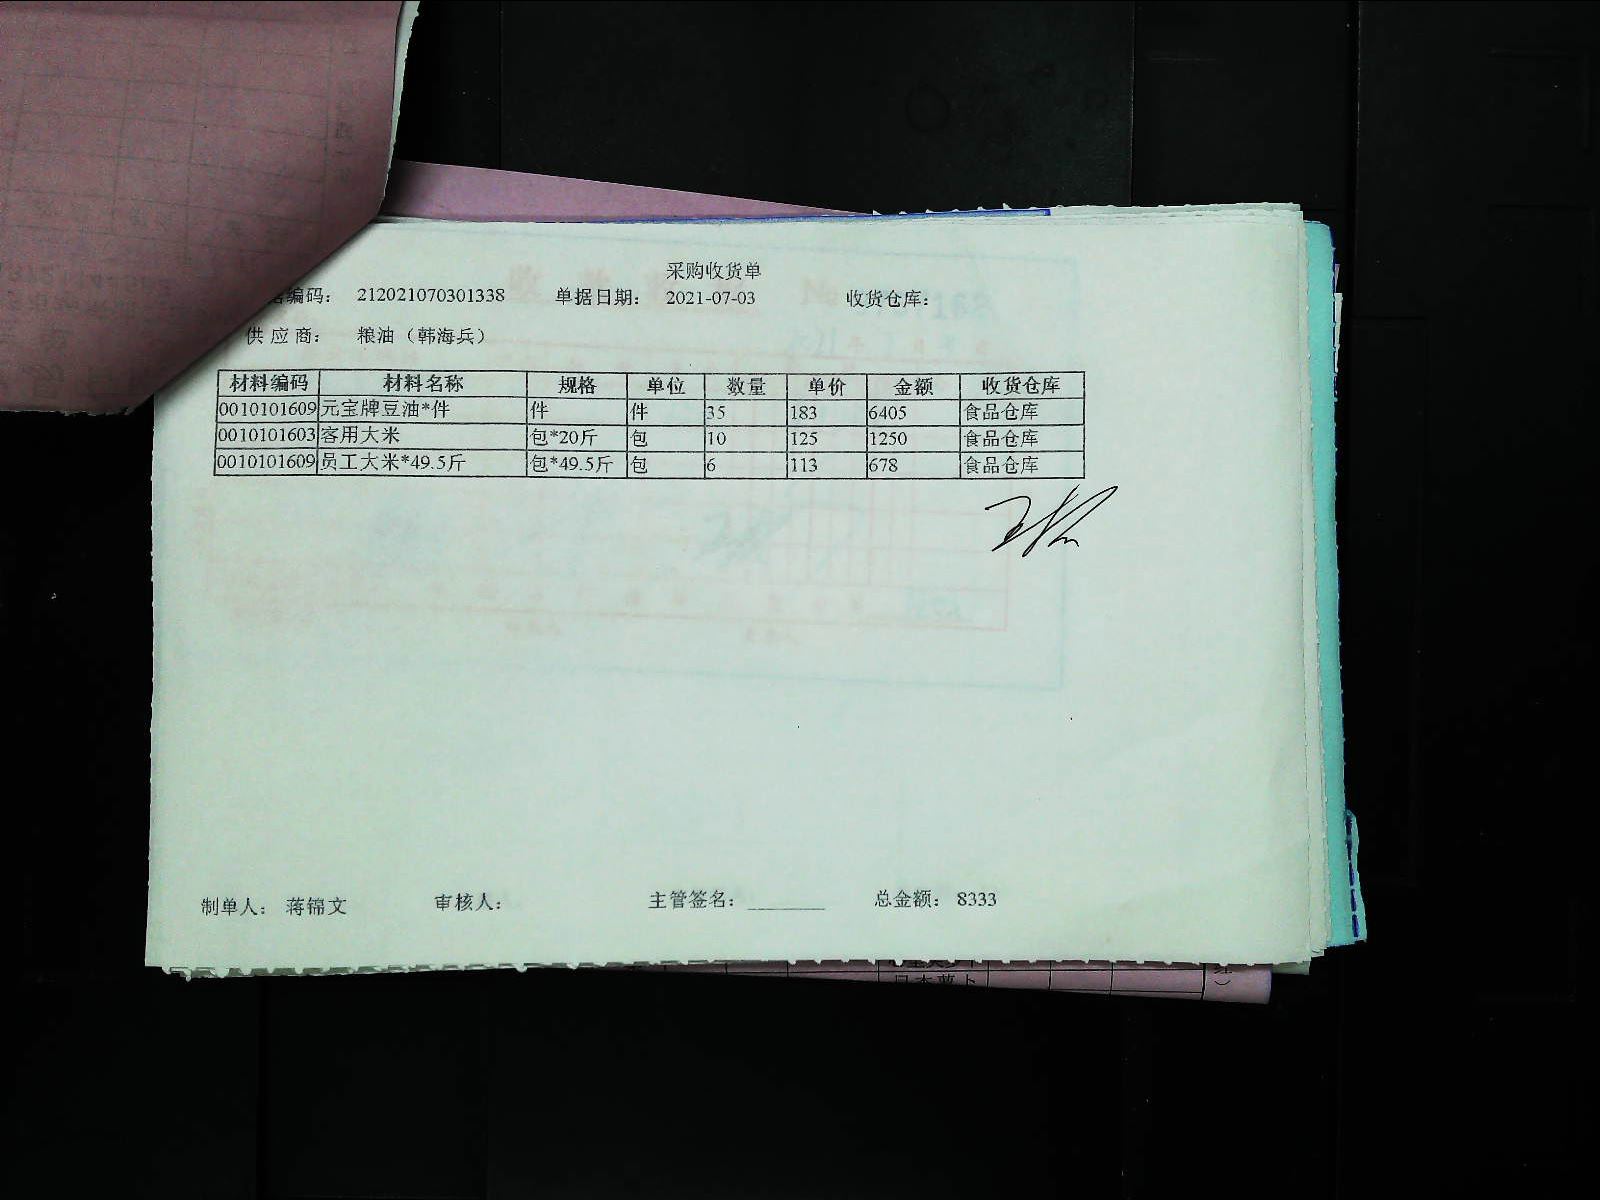 采购收货单
编码： 212021070301338 单据日期： 2021-07-03 收货仓库：
供 应 商： 粮油（韩海兵）
材料编码 材料名称 规格 单位 数量 单价 金额 收货仓库
0010101609 元宝牌豆油*件 件 件 35 183 6405 食品仓库
0010101603 客用大米 包*20斤 包 10 125 1250 食品仓库
0010101609 员工大米*49.5斤 包*49.5斤 包 6 113 678 食品仓库
制单人： 蒋锦文 审核人： 主管签名：________ 总金额： 8333